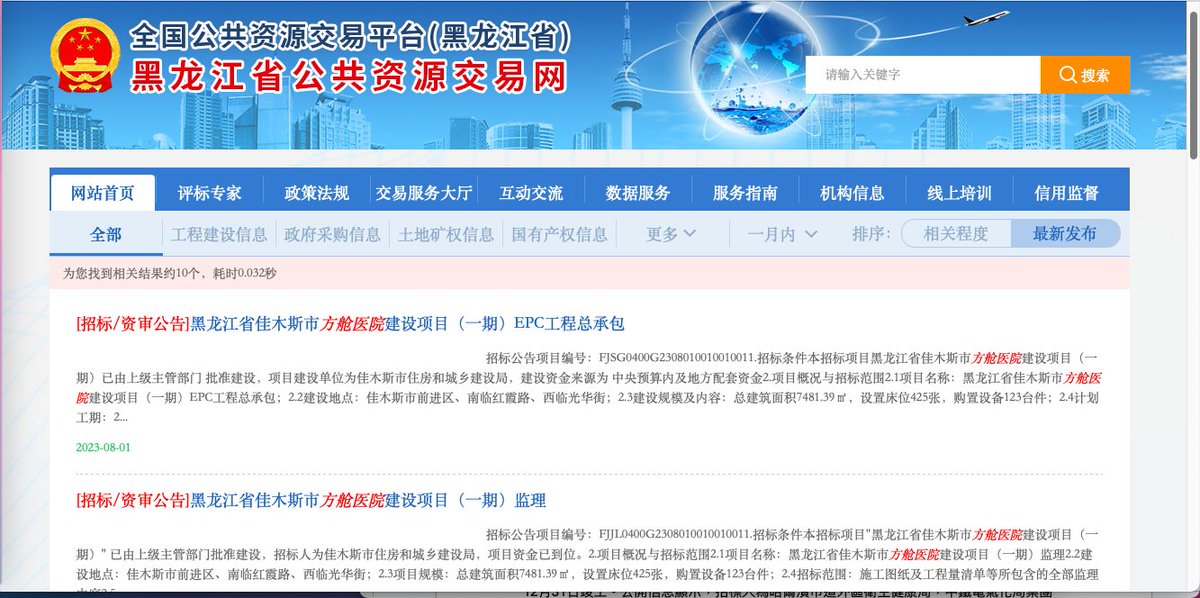 全国公共资源交易平台(黑龙江省)
黑龙江省公共资源交易网
请输入关键字
搜索
网站首页 评标专家 政策法规 交易服务大厅 互动交流 数据服务 服务指南 机构信息 线上培训 信用监督
全部 工程建设信息 政府采购信息 土地矿权信息 国有产权信息 更多 一月内 排序: 相关程度 最新发布
为您找到相关结果约10个，耗时0.032秒
[招标/资审公告]黑龙江省佳木斯市方舱医院建设项目（一期）EPC工程总承包
招标公告项目编号：FJSG0400G2308010010010011.招标条件本招标项目黑龙江省佳木斯市方舱医院建设项目（一
期）已由上级主管部门 批准建设，项目建设单位为佳木斯市住房和城乡建设局，建设资金来源为 中央预算内及地方配套资金2.项目概况与招标范围2.1项目名称：黑龙江省佳木斯市方舱医
院建设项目（一期）EPC工程总承包；2.2建设地点：佳木斯市前进区、南临红霞路、西临光华街；2.3建设规模及内容：总建筑面积7481.39㎡，设置床位425张，购置设备123台件；2.4计划
工期：2...
2023-08-01
[招标/资审公告]黑龙江省佳木斯市方舱医院建设项目（一期）监理
招标公告项目编号：FJJL0400G2308010010010011.招标条件本招标项目"黑龙江省佳木斯市方舱医院建设项目（一
期）" 已由上级主管部门批准建设，招标人为佳木斯市住房和城乡建设局，项目资金已到位。2.项目概况与招标范围2.1项目名称：黑龙江省佳木斯市方舱医院建设项目（一期）监理2.2建
设地点：佳木斯市前进区、南临红霞路、西临光华街；2.3项目规模：总建筑面积7481.39㎡，设置床位425张，购置设备123台件；2.4招标范围：施工图纸及工程量清单等所包含的全部监理